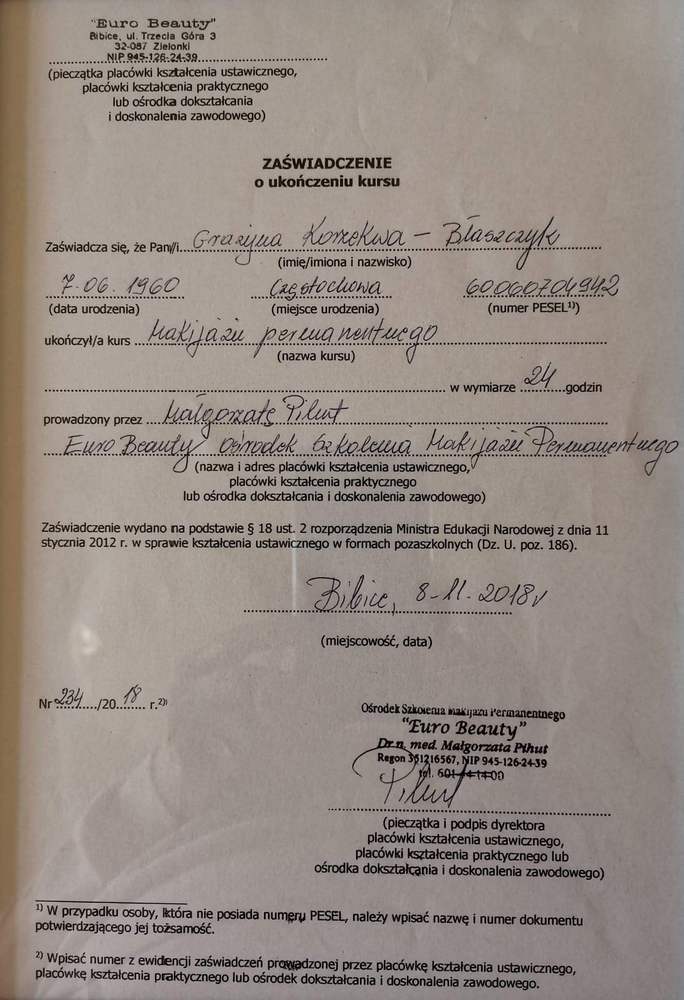 "Euro Beauty"
Bibice, ul. Trzecia Góra 3
32-087 Zielonki
NIP 945-126-24-39
(pieczątka placówki kształcenia ustawicznego,
placówki kształcenia praktycznego
lub ośrodka dokształcania
i doskonalenia zawodowego)
ZAŚWIADCZENIE
o ukończeniu kursu
Zaświadcza się, że Pan/i Grażyna Korzekwa - Błaszczyk
(imię/imiona i nazwisko)
7.06.1960 Częstochowa 60060704942
(data urodzenia) (miejsce urodzenia) (numer PESEL¹⁾)
ukończył/a kurs Makijażu permanentnego
(nazwa kursu)
w wymiarze 24 godzin
prowadzony przez Małgorzatę Pihut
Euro Beauty Ośrodek Szkolenia Makijażu Permanentnego
(nazwa i adres placówki kształcenia ustawicznego,
placówki kształcenia praktycznego
lub ośrodka dokształcania i doskonalenia zawodowego)
Zaświadczenie wydano na podstawie § 18 ust. 2 rozporządzenia Ministra Edukacji Narodowej z dnia 11
stycznia 2012 r. w sprawie kształcenia ustawicznego w formach pozaszkolnych (Dz. U. poz. 186).
Bibice, 8-11-2018r
(miejscowość, data)
Nr 234/2018 r.²⁾
Ośrodek Szkolenia Makijażu Permanentnego
"Euro Beauty"
Dr n. med. Małgorzata Pihut
Regon 351216567, NIP 945-126-24-39
tel. 601
Pihut
(pieczątka i podpis dyrektora
placówki kształcenia ustawicznego,
placówki kształcenia praktycznego lub
ośrodka dokształcania i doskonalenia zawodowego)
¹⁾ W przypadku osoby, która nie posiada numeru PESEL, należy wpisać nazwę i numer dokumentu
potwierdzającego jej tożsamość.
²⁾ Wpisać numer z ewidencji zaświadczeń prowadzonej przez placówkę kształcenia ustawicznego,
placówkę kształcenia praktycznego lub ośrodek dokształcania i doskonalenia zawodowego.